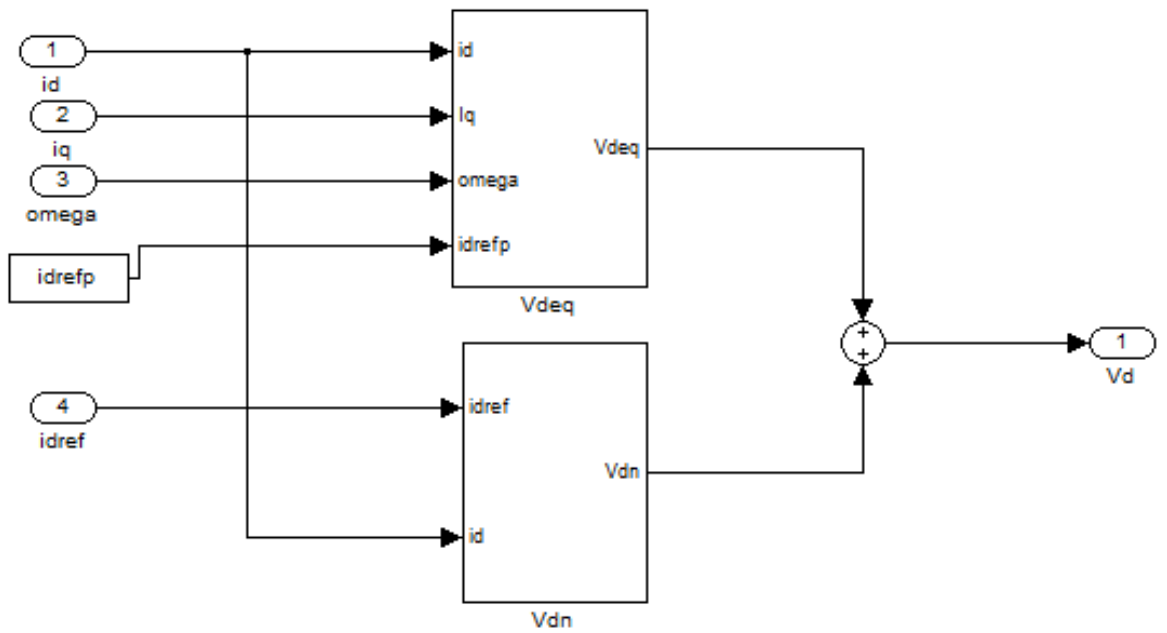 1
id
id
2
Iq
iq
Vdeq
3
omega
omega
idrefp
idrefp
Vdeq
+
+
1
Vd
4
idref
idref
Vdn
id
Vdn